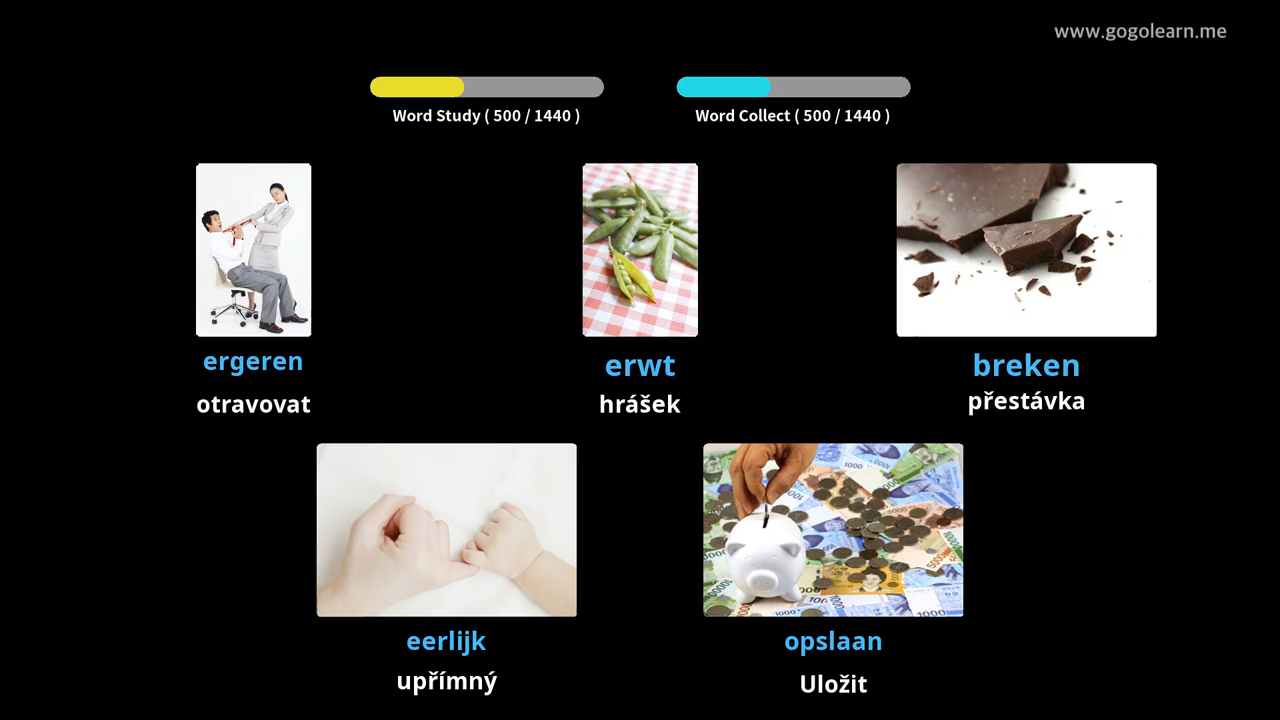 www.gogolearn.me
Word Study ( 500 / 1440 )
Word Collect ( 500 / 1440 )
ergeren
erwt
breken
otravovat
hrášek
přestávka
eerlijk
opslaan
upřímný
Uložit